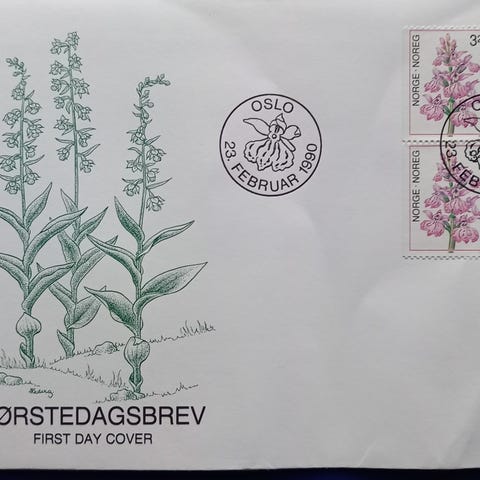 OSLO
23. FEBRUAR 1990
NORGE · NOREG
NORGE · NOREG
ØRSTEDAGSBREV
FIRST DAY COVER